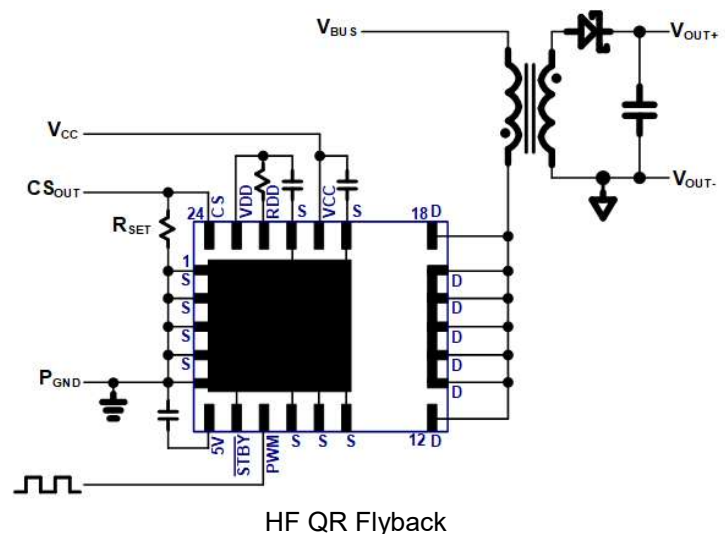 VBUS
VOUT+
VCC
CSOUT
VOUT-
RSET
24 CS VDD RDD S VCC S 18 D
1
S
S
S
S
D
D
D
D
D
PGND
5V STBY PWM S S S 12 D
HF QR Flyback